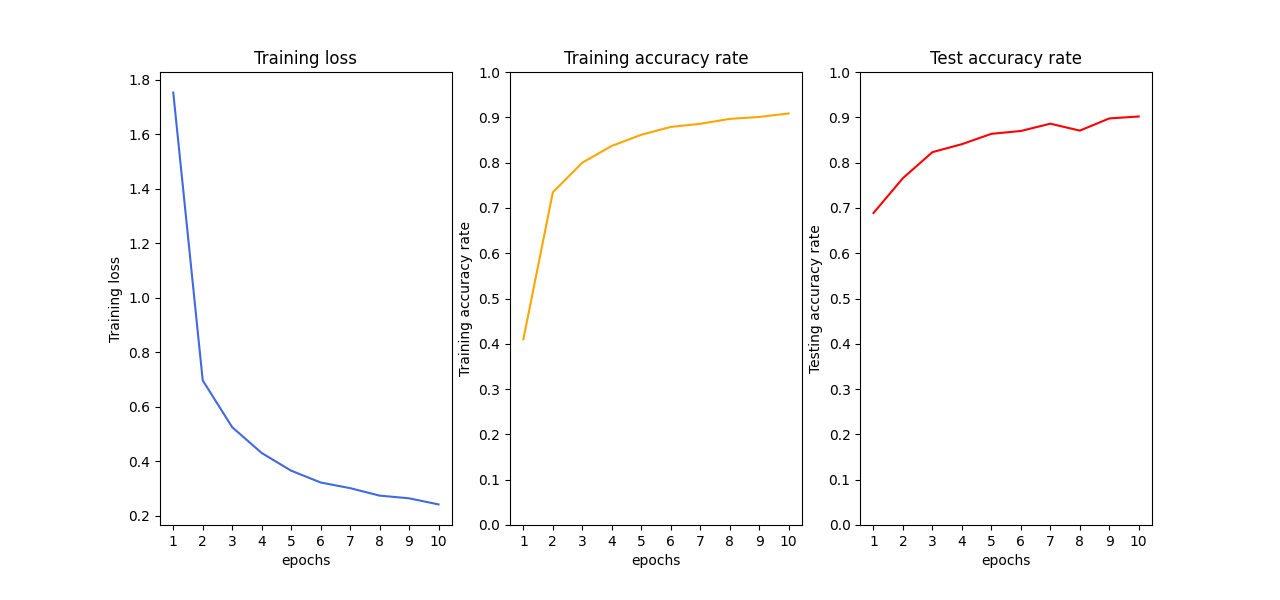 Training loss
Training loss
1.8
1.6
1.4
1.2
1.0
0.8
0.6
0.4
0.2
1 2 3 4 5 6 7 8 9 10
epochs
Training accuracy rate
Training accuracy rate
1.0
0.9
0.8
0.7
0.6
0.5
0.4
0.3
0.2
0.1
0.0
1 2 3 4 5 6 7 8 9 10
epochs
Test accuracy rate
Testing accuracy rate
1.0
0.9
0.8
0.7
0.6
0.5
0.4
0.3
0.2
0.1
0.0
1 2 3 4 5 6 7 8 9 10
epochs